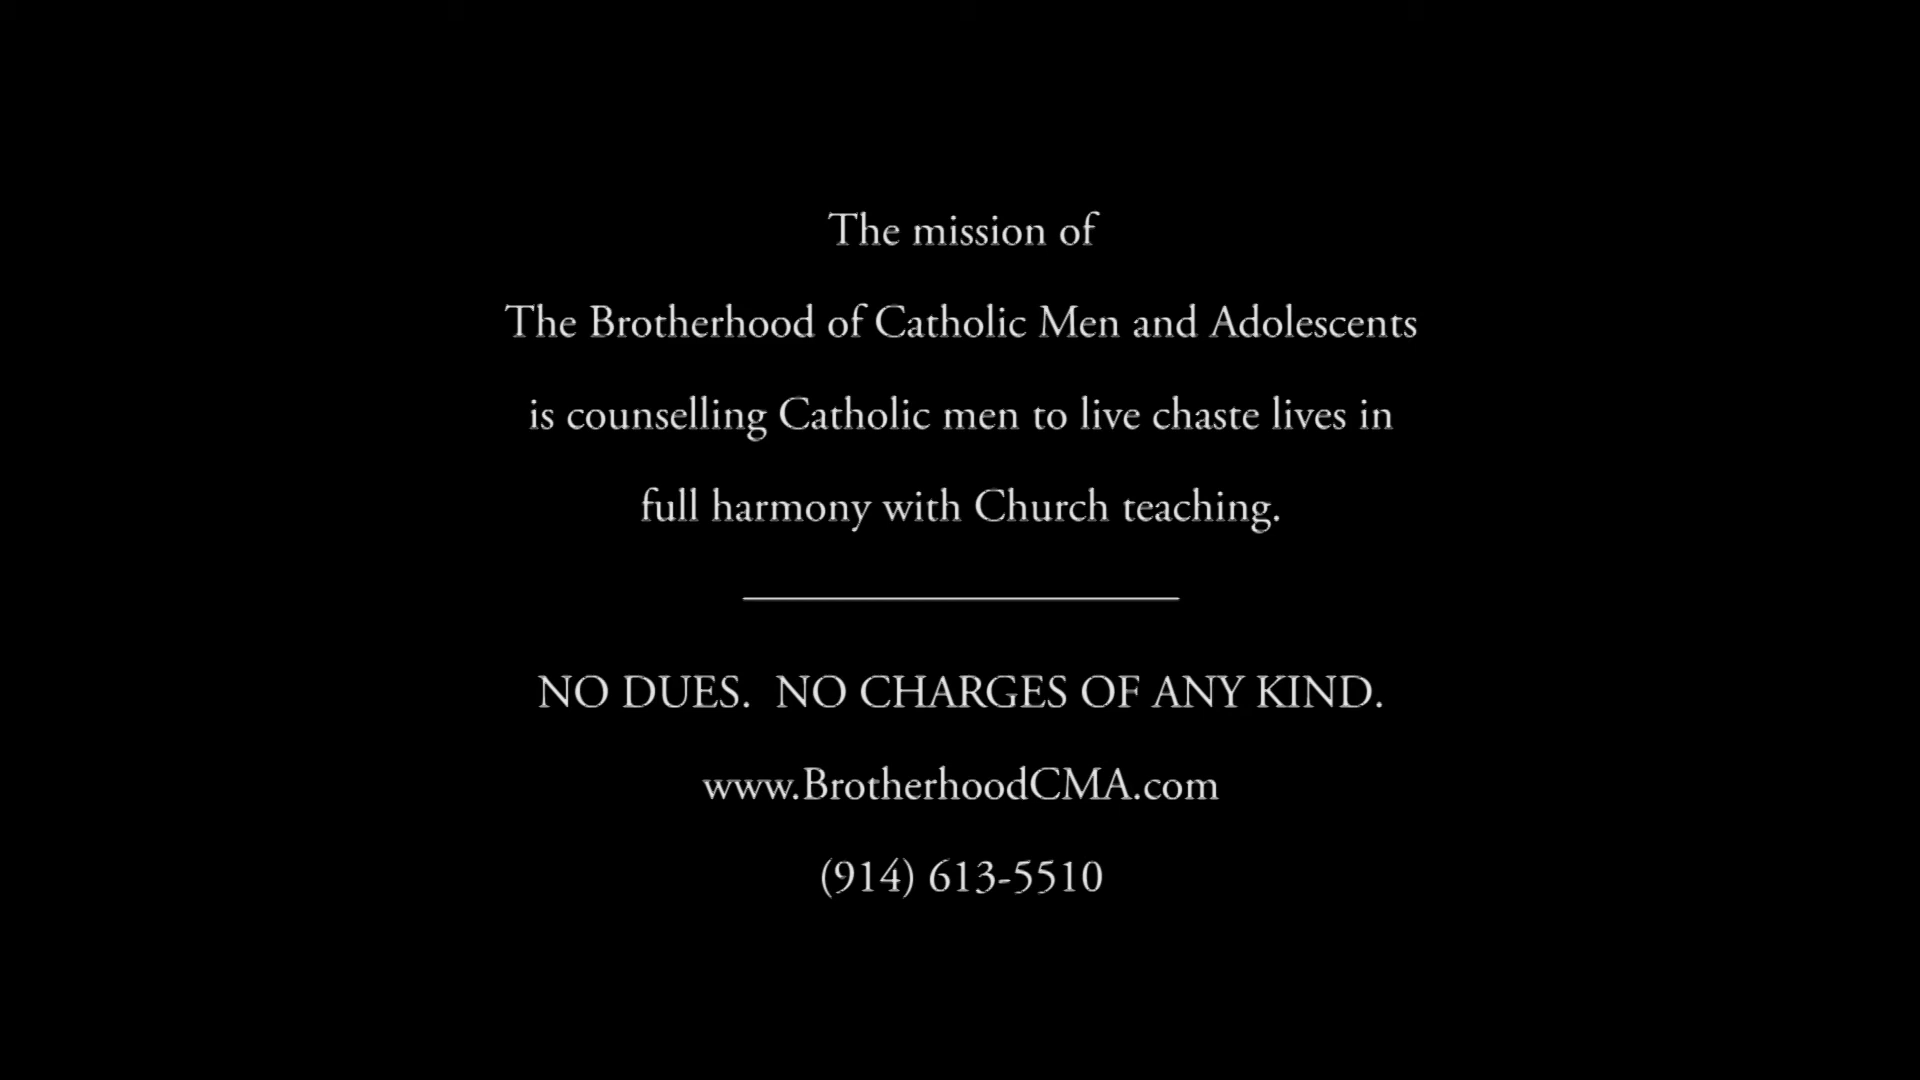 The mission of
The Brotherhood of Catholic Men and Adolescents
is counselling Catholic men to live chaste lives in
full harmony with Church teaching.
NO DUES.  NO CHARGES OF ANY KIND.
www.BrotherhoodCMA.com
(914) 613-5510